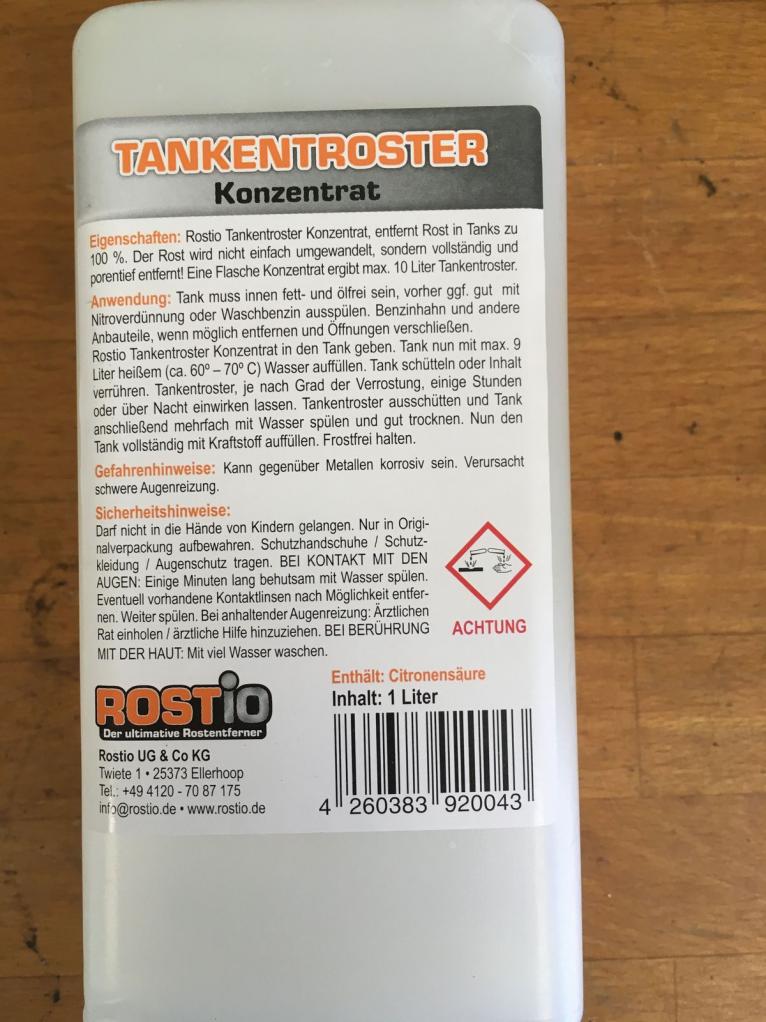 TANKENTROSTER
Konzentrat
Eigenschaften: Rostio Tankentroster Konzentrat, entfernt Rost in Tanks zu
100 %. Der Rost wird nicht einfach umgewandelt, sondern vollständig und
porentief entfernt! Eine Flasche Konzentrat ergibt max. 10 Liter Tankentroster.
Anwendung: Tank muss innen fett- und ölfrei sein, vorher ggf. gut mit
Nitroverdünnung oder Waschbenzin ausspülen. Benzinhahn und andere
Anbauteile, wenn möglich entfernen und Öffnungen verschließen.
Rostio Tankentroster Konzentrat in den Tank geben. Tank nun mit max. 9
Liter heißem (ca. 60º – 70º C) Wasser auffüllen. Tank schütteln oder Inhalt
verrühren. Tankentroster, je nach Grad der Verrostung, einige Stunden
oder über Nacht einwirken lassen. Tankentroster ausschütten und Tank
anschließend mehrfach mit Wasser spülen und gut trocknen. Nun den
Tank vollständig mit Kraftstoff auffüllen. Frostfrei halten.
Gefahrenhinweise: Kann gegenüber Metallen korrosiv sein. Verursacht
schwere Augenreizung.
Sicherheitshinweise:
Darf nicht in die Hände von Kindern gelangen. Nur in Origi-
nalverpackung aufbewahren. Schutzhandschuhe / Schutz-
kleidung / Augenschutz tragen. BEI KONTAKT MIT DEN
AUGEN: Einige Minuten lang behutsam mit Wasser spülen.
Eventuell vorhandene Kontaktlinsen nach Möglichkeit entfer-
nen. Weiter spülen. Bei anhaltender Augenreizung: Ärztlichen
Rat einholen / ärztliche Hilfe hinzuziehen. BEI BERÜHRUNG
MIT DER HAUT: Mit viel Wasser waschen.
ACHTUNG
Enthält: Citronensäure
Inhalt: 1 Liter
ROSTiO
Der ultimative Rostentferner
Rostio UG & Co KG
Twiete 1 • 25373 Ellerhoop
Tel.: +49 4120 - 70 87 175
info@rostio.de • www.rostio.de
4 260383 920043